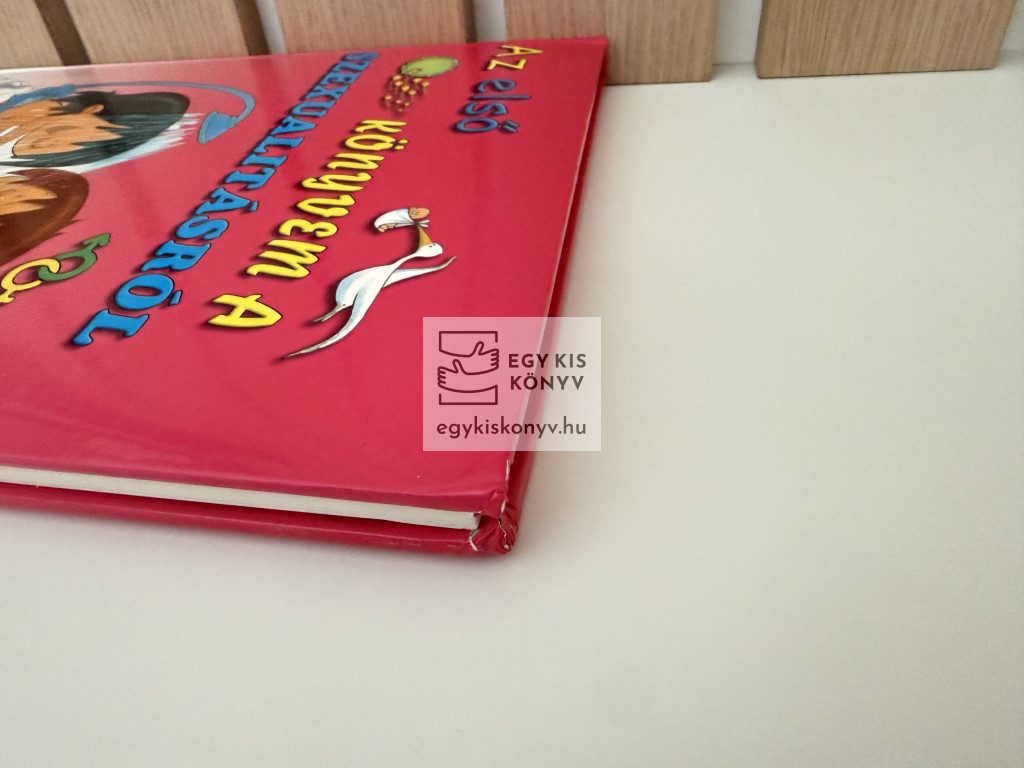 Az első
könyvem A
SZEXUALITÁSRÓL
EGY KIS
KÖNYV
egykiskonyv.hu